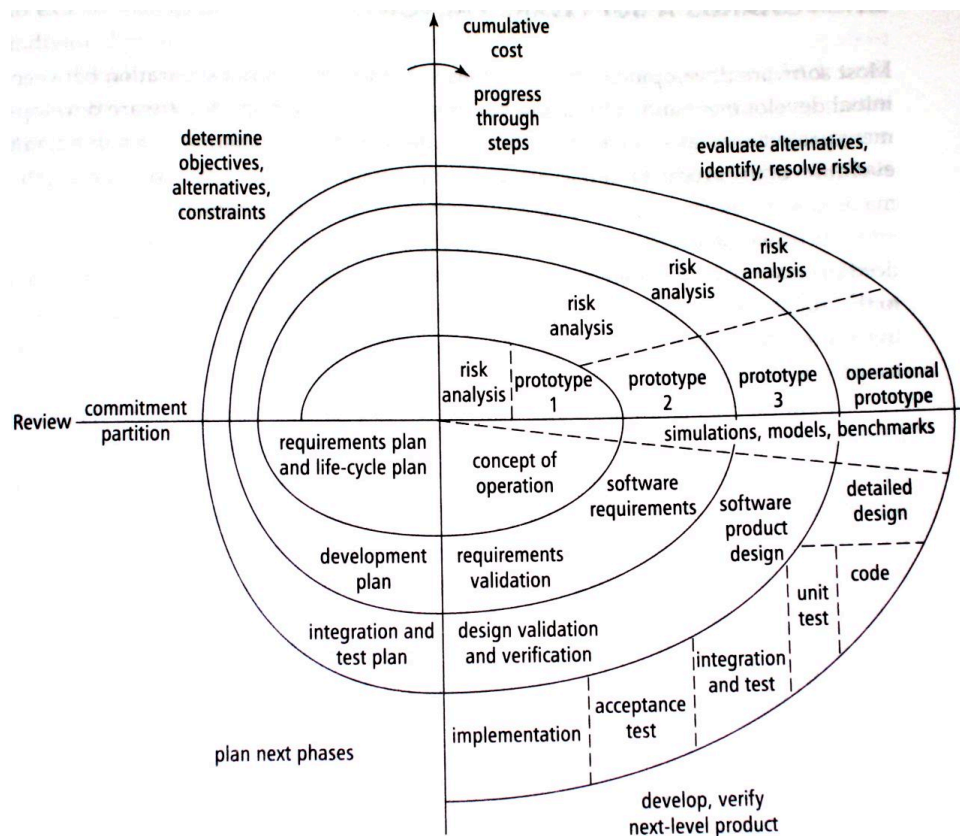 cumulative
cost
progress
through
steps
determine
objectives,
alternatives,
constraints
evaluate alternatives,
identify, resolve risks
risk
analysis
risk
analysis
risk
analysis
risk
analysis
prototype
1
prototype
2
prototype
3
operational
prototype
Review
commitment
partition
simulations, models, benchmarks
requirements plan
and life-cycle plan
concept of
operation
software
requirements
software
product
design
detailed
design
development
plan
requirements
validation
code
unit
test
integration and
test plan
design validation
and verification
integration
and test
acceptance
test
implementation
plan next phases
develop, verify
next-level product